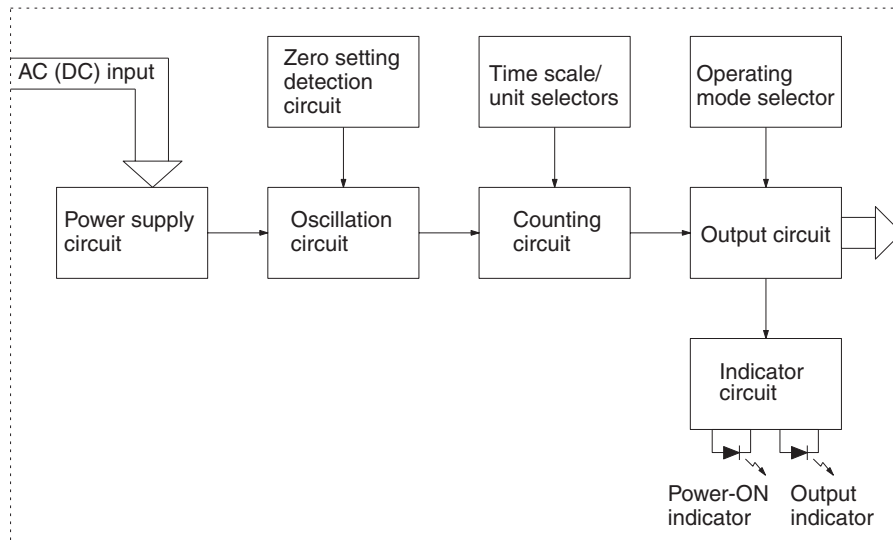 AC (DC) input
Zero setting
detection
circuit
Time scale/
unit selectors
Operating
mode selector
Power supply
circuit
Oscillation
circuit
Counting
circuit
Output circuit
Indicator
circuit
Power-ON
indicator
Output
indicator